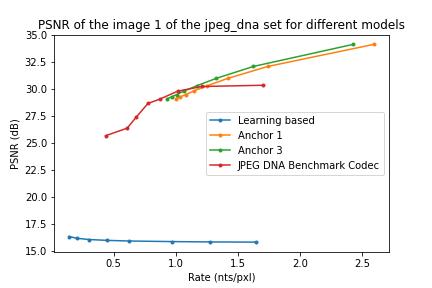 PSNR of the image 1 of the jpeg_dna set for different models
35.0
32.5
30.0
27.5
25.0
22.5
20.0
17.5
15.0
PSNR (dB)
Learning based
Anchor 1
Anchor 3
JPEG DNA Benchmark Codec
0.5 1.0 1.5 2.0 2.5
Rate (nts/pxl)